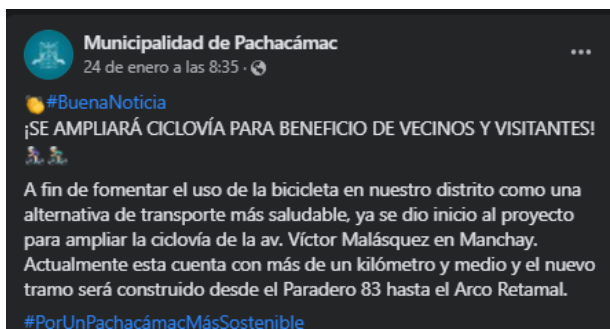 Municipalidad de Pachacámac
24 de enero a las 8:35 ·
#BuenaNoticia
¡SE AMPLIARÁ CICLOVÍA PARA BENEFICIO DE VECINOS Y VISITANTES!
A fin de fomentar el uso de la bicicleta en nuestro distrito como una
alternativa de transporte más saludable, ya se dio inicio al proyecto
para ampliar la ciclovía de la av. Víctor Malásquez en Manchay.
Actualmente esta cuenta con más de un kilómetro y medio y el nuevo
tramo será construido desde el Paradero 83 hasta el Arco Retamal.
#PorUnPachacámacMásSostenible